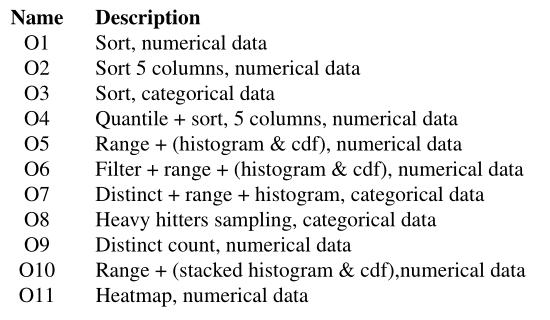 Name Description
O1 Sort, numerical data
O2 Sort 5 columns, numerical data
O3 Sort, categorical data
O4 Quantile + sort, 5 columns, numerical data
O5 Range + (histogram & cdf), numerical data
O6 Filter + range + (histogram & cdf), numerical data
O7 Distinct + range + histogram, categorical data
O8 Heavy hitters sampling, categorical data
O9 Distinct count, numerical data
O10 Range + (stacked histogram & cdf),numerical data
O11 Heatmap, numerical data